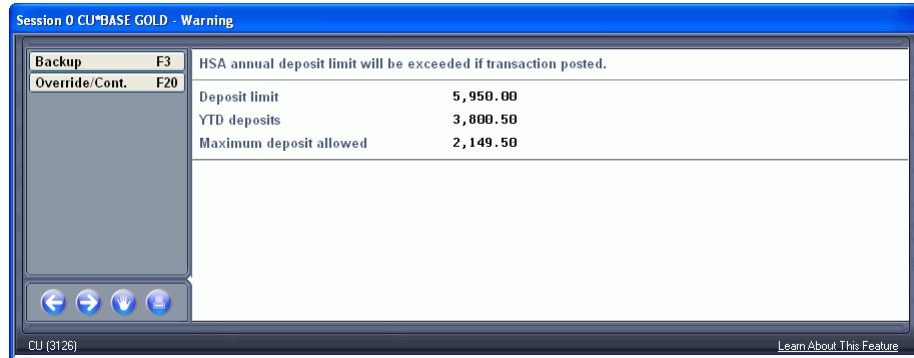 Session 0 CU*BASE GOLD - Warning
Backup F3
Override/Cont. F20
HSA annual deposit limit will be exceeded if transaction posted.
Deposit limit 5,950.00
YTD deposits 3,800.50
Maximum deposit allowed 2,149.50
CU (3126)
Learn About This Feature